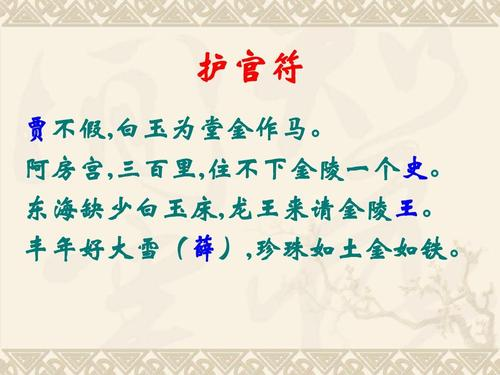 护官符
贾不假,白玉为堂金作马。
阿房宫,三百里,住不下金陵一个史。
东海缺少白玉床,龙王来请金陵王。
丰年好大雪（薛）,珍珠如土金如铁。